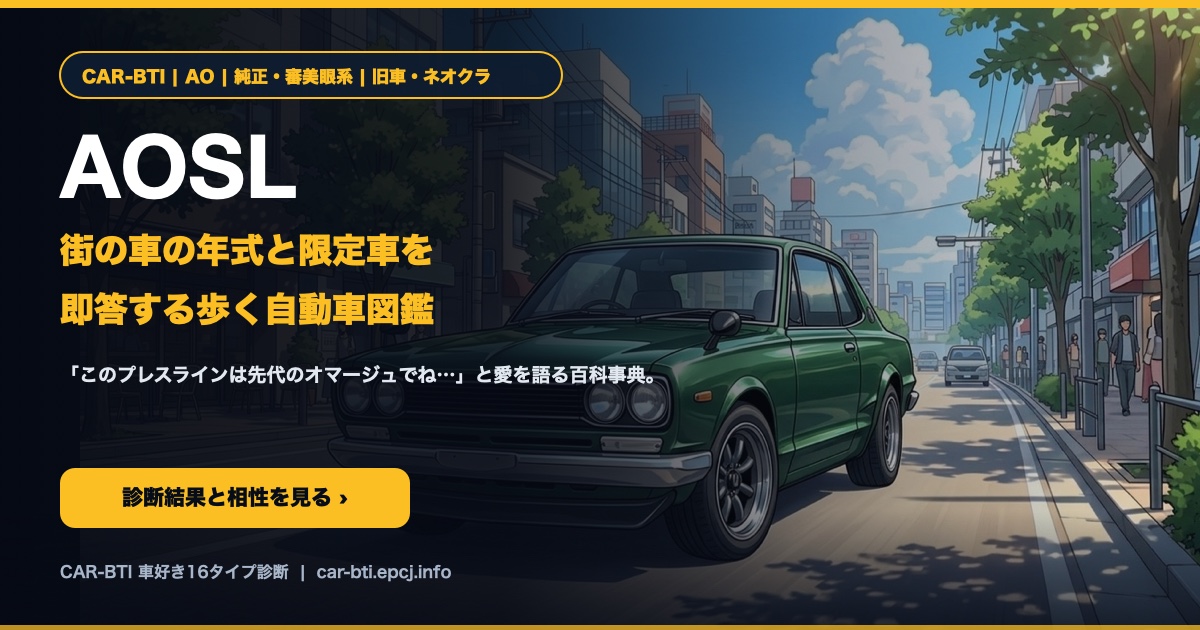 CAR-BTI | AO | 純正・審美眼系 | 旧車・ネオクラ
AOSL
街の車の年式と限定車を
即答する歩く自動車図鑑
「このプレスラインは先代のオマージュでね…」と愛を語る百科事典。
診断結果と相性を見る ›
CAR-BTI 車好き16タイプ診断 | car-bti.epcj.info